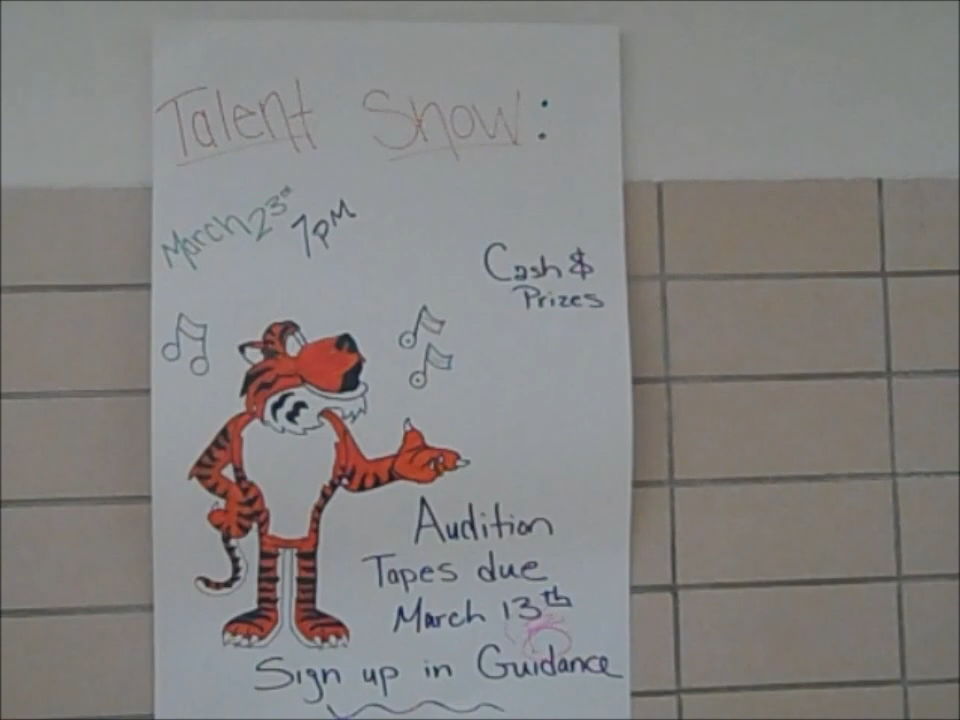 Talent Show:
March 23rd 7pM
Cash $
Prizes
Audition
Tapes due
March 13th
Sign up in Guidance